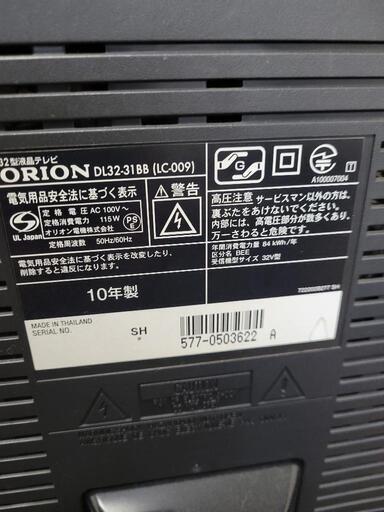 32型液晶テレビ
ORION DL32-31BB (LC-009)
電気用品安全法に基づく表示
定格電圧 AC 100V～
定格消費電力 115W
オリオン電機株式会社
定格周波数 50Hz/60Hz
UL Japan
PSE
電気用品安全法に基づく表示を改変したり、
削除すると違反になります。
警告
高圧注意 サービスマン以外の方は、
裏ぶたをあけないでください。
内部には、高電圧部分が数多くあり、
万一さわると危険です。
G
A100007004
年間消費電力量 84 kWh/年
区分名 BEE
受信機型サイズ 32V型
10年製
722200B277 SH
MADE IN THAILAND
SERIAL NO.
SH
577-0503622 A
CAUTION